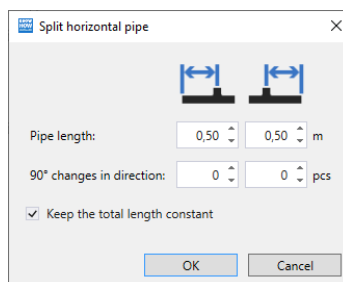 Split horizontal pipe
Pipe length: 0,50 0,50 m
90° changes in direction: 0 0 pcs
Keep the total length constant
OK Cancel